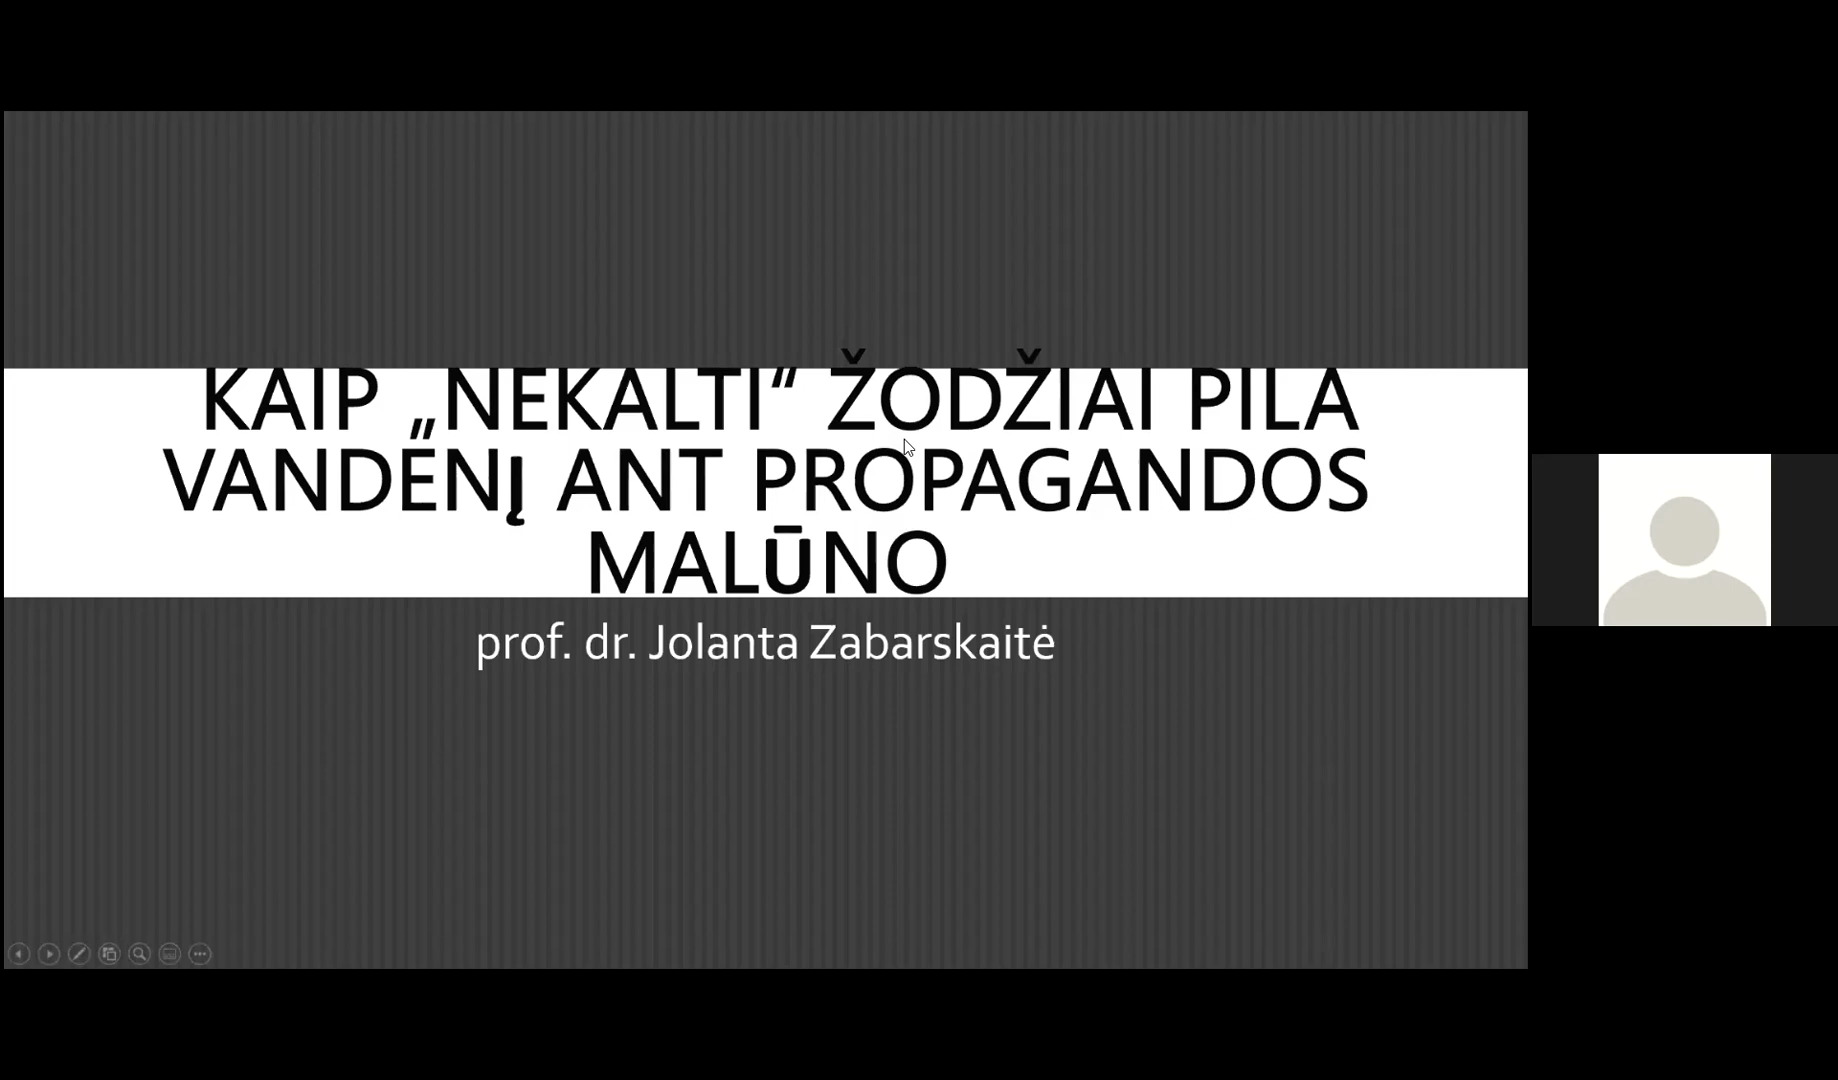 KAIP „NEKALTI“ ŽODŽIAI PILA
VANDENĮ ANT PROPAGANDOS
MALŪNO
prof. dr. Jolanta Zabarskaitė